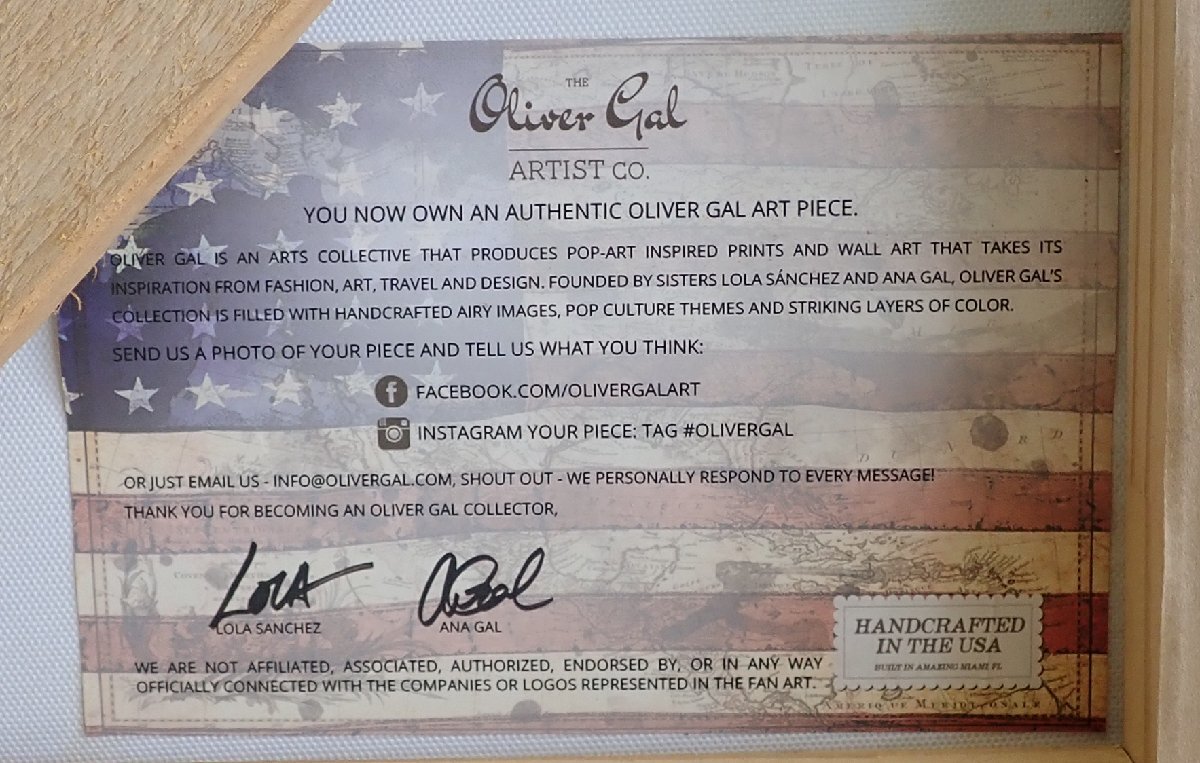 THE
Oliver Gal
ARTIST CO.
YOU NOW OWN AN AUTHENTIC OLIVER GAL ART PIECE.
OLIVER GAL IS AN ARTS COLLECTIVE THAT PRODUCES POP-ART INSPIRED PRINTS AND WALL ART THAT TAKES ITS
INSPIRATION FROM FASHION, ART, TRAVEL AND DESIGN. FOUNDED BY SISTERS LOLA SÁNCHEZ AND ANA GAL, OLIVER GAL'S
COLLECTION IS FILLED WITH HANDCRAFTED AIRY IMAGES, POP CULTURE THEMES AND STRIKING LAYERS OF COLOR.
SEND US A PHOTO OF YOUR PIECE AND TELL US WHAT YOU THINK:
FACEBOOK.COM/OLIVERGALART
INSTAGRAM YOUR PIECE: TAG #OLIVERGAL
OR JUST EMAIL US - INFO@OLIVERGAL.COM, SHOUT OUT - WE PERSONALLY RESPOND TO EVERY MESSAGE!
THANK YOU FOR BECOMING AN OLIVER GAL COLLECTOR,
LOLA
LOLA SANCHEZ
ANA GAL
HANDCRAFTED
IN THE USA
BUILT IN AMAZING MIAMI, FL
WE ARE NOT AFFILIATED, ASSOCIATED, AUTHORIZED, ENDORSED BY, OR IN ANY WAY
OFFICIALLY CONNECTED WITH THE COMPANIES OR LOGOS REPRESENTED IN THE FAN ART.
AMERIQUE MERIDIONALE